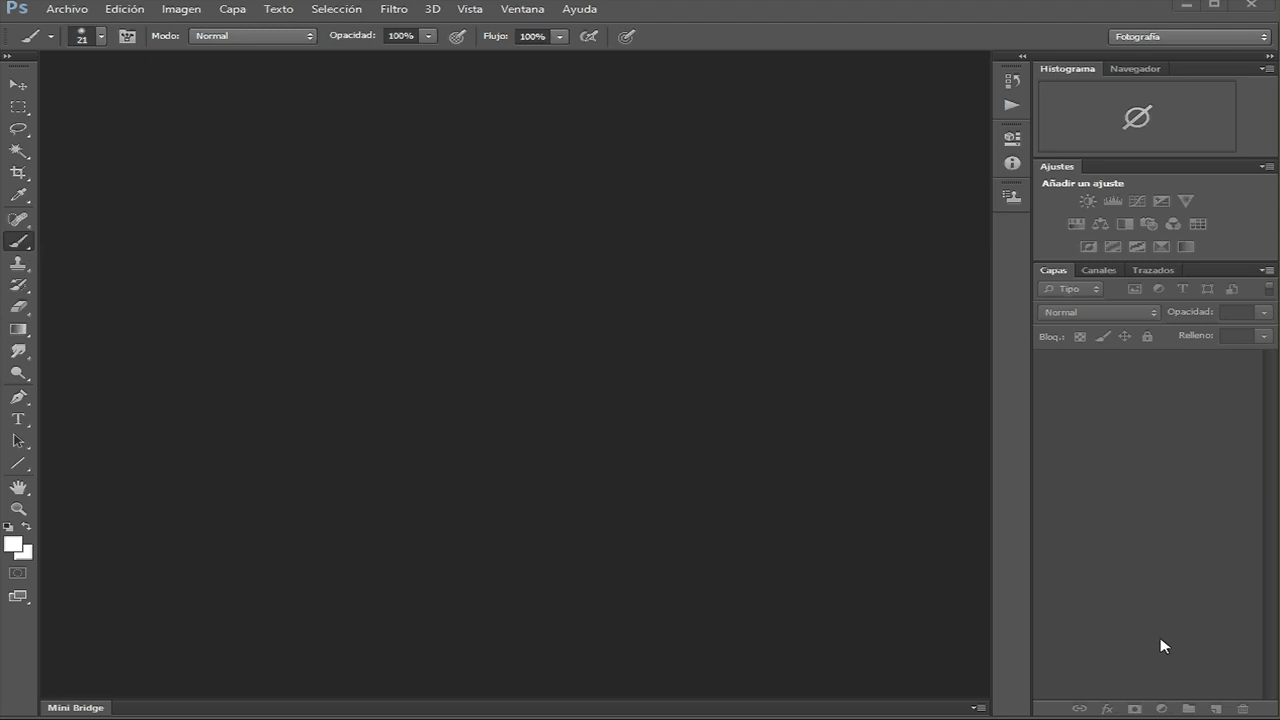 Ps Archivo Edición Imagen Capa Texto Selección Filtro 3D Vista Ventana Ayuda
21 Modo: Normal Opacidad: 100% Flujo: 100% Fotografía
Histograma Navegador
Ajustes
Añadir un ajuste
Capas Canales Trazados
Tipo
Normal Opacidad:
Bloq.: Relleno:
Mini Bridge